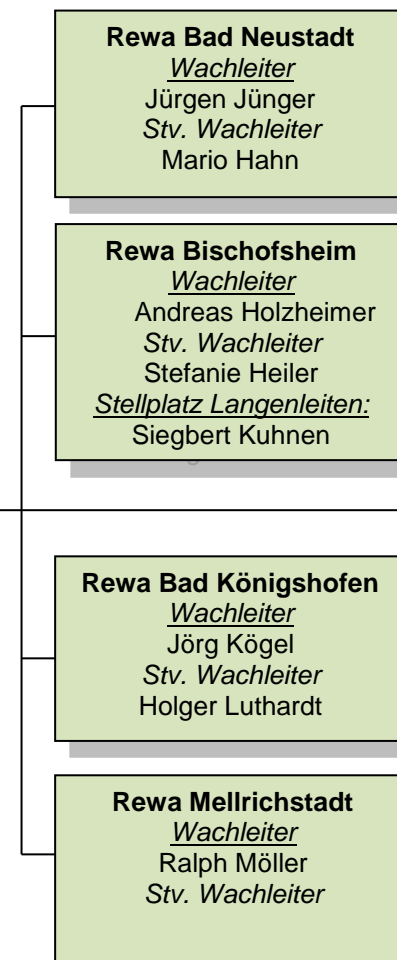 Rewa Bad Neustadt
Wachleiter
Jürgen Jünger
Stv. Wachleiter
Mario Hahn
Rewa Bischofsheim
Wachleiter
Andreas Holzheimer
Stv. Wachleiter
Stefanie Heiler
Stellplatz Langenleiten:
Siegbert Kuhnen
Rewa Bad Königshofen
Wachleiter
Jörg Kögel
Stv. Wachleiter
Holger Luthardt
Rewa Mellrichstadt
Wachleiter
Ralph Möller
Stv. Wachleiter